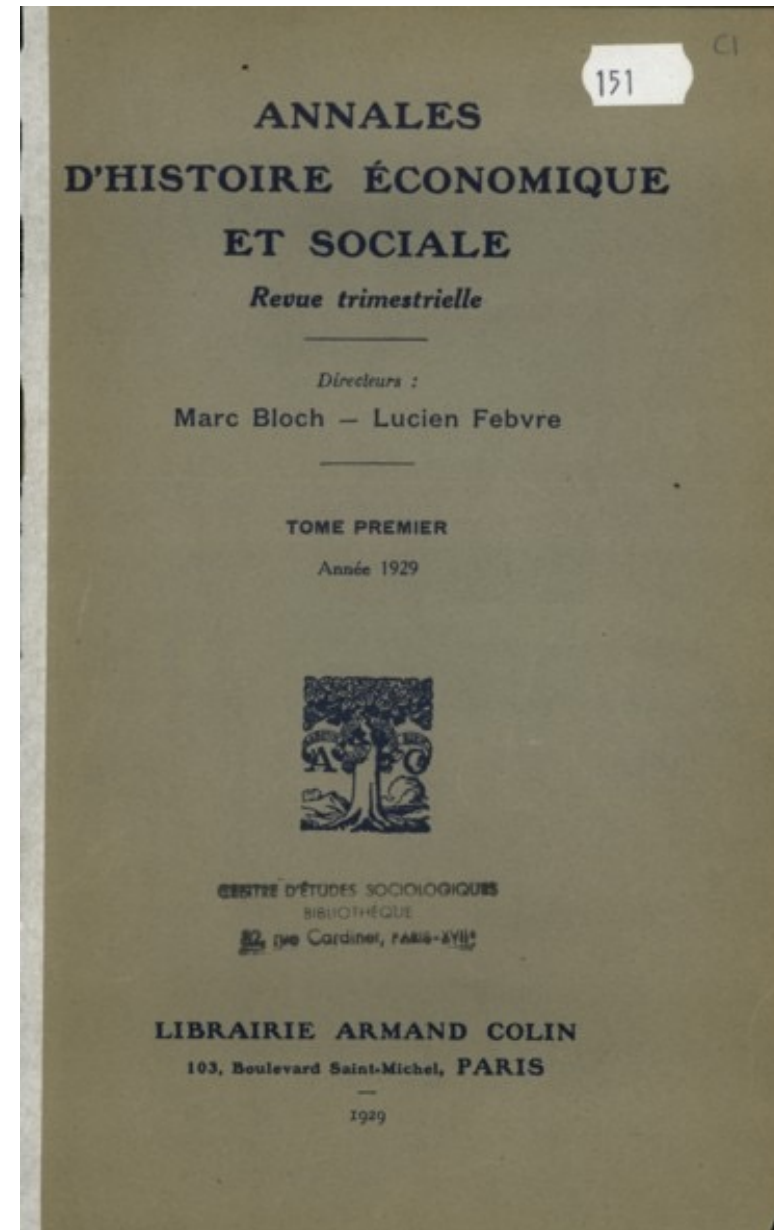 C1
151
ANNALES
D'HISTOIRE ÉCONOMIQUE
ET SOCIALE
Revue trimestrielle
Directeurs :
Marc Bloch — Lucien Febvre
TOME PREMIER
Année 1929
A C
CENTRE D'ÉTUDES SOCIOLOGIQUES
BIBLIOTHÈQUE
82, rue Cardinet, PARIS-XVIIe
LIBRAIRIE ARMAND COLIN
103, Boulevard Saint-Michel, PARIS
1929